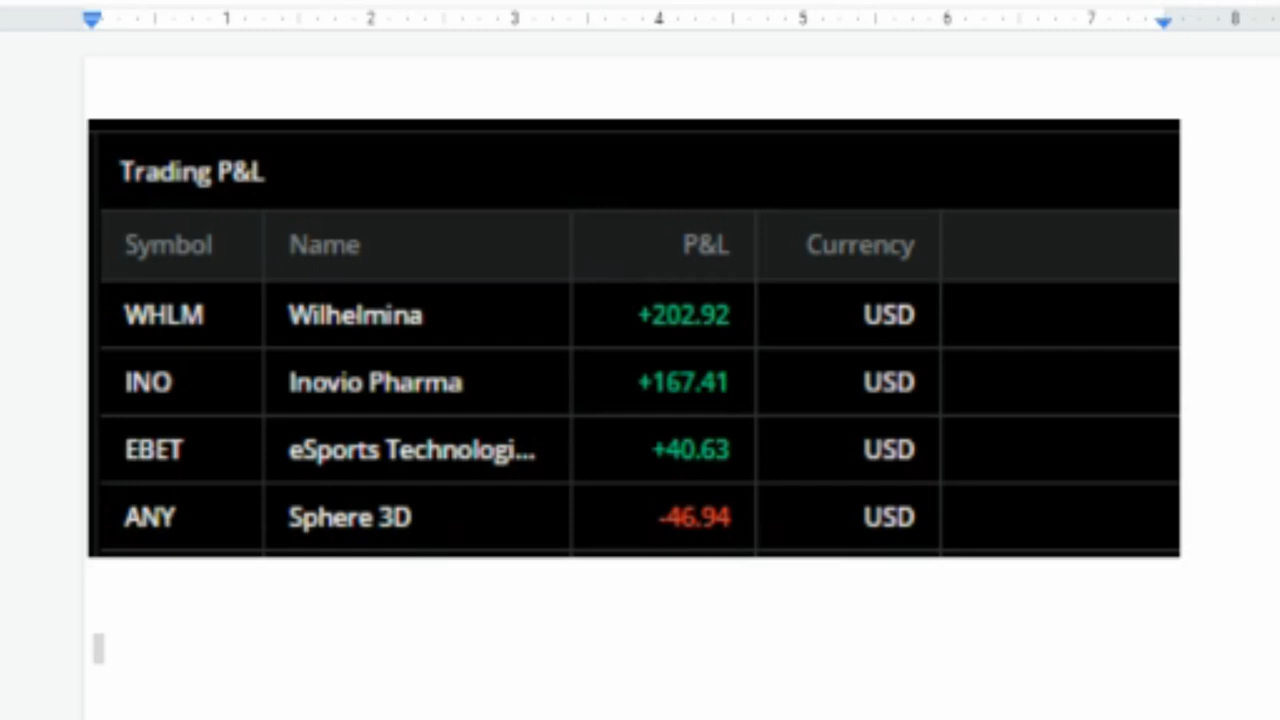 1 2 3 4 5 6 7 8
Trading P&L
Symbol Name P&L Currency
WHLM Wilhelmina +202.92 USD
INO Inovio Pharma +167.41 USD
EBET eSports Technologi... +40.63 USD
ANY Sphere 3D -46.94 USD